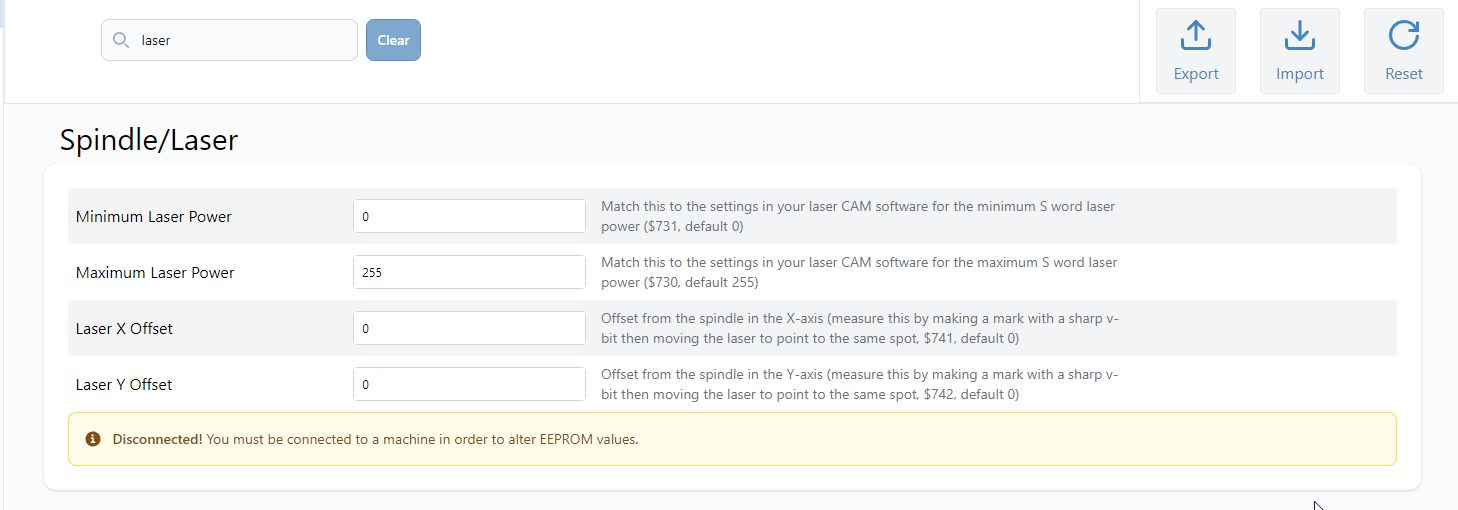 laser
Clear
Export
Import
Reset
Spindle/Laser
Minimum Laser Power
0
Match this to the settings in your laser CAM software for the minimum S word laser
power ($731, default 0)
Maximum Laser Power
255
Match this to the settings in your laser CAM software for the maximum S word laser
power ($730, default 255)
Laser X Offset
0
Offset from the spindle in the X-axis (measure this by making a mark with a sharp v-
bit then moving the laser to point to the same spot, $741, default 0)
Laser Y Offset
0
Offset from the spindle in the Y-axis (measure this by making a mark with a sharp v-
bit then moving the laser to point to the same spot, $742, default 0)
Disconnected! You must be connected to a machine in order to alter EEPROM values.